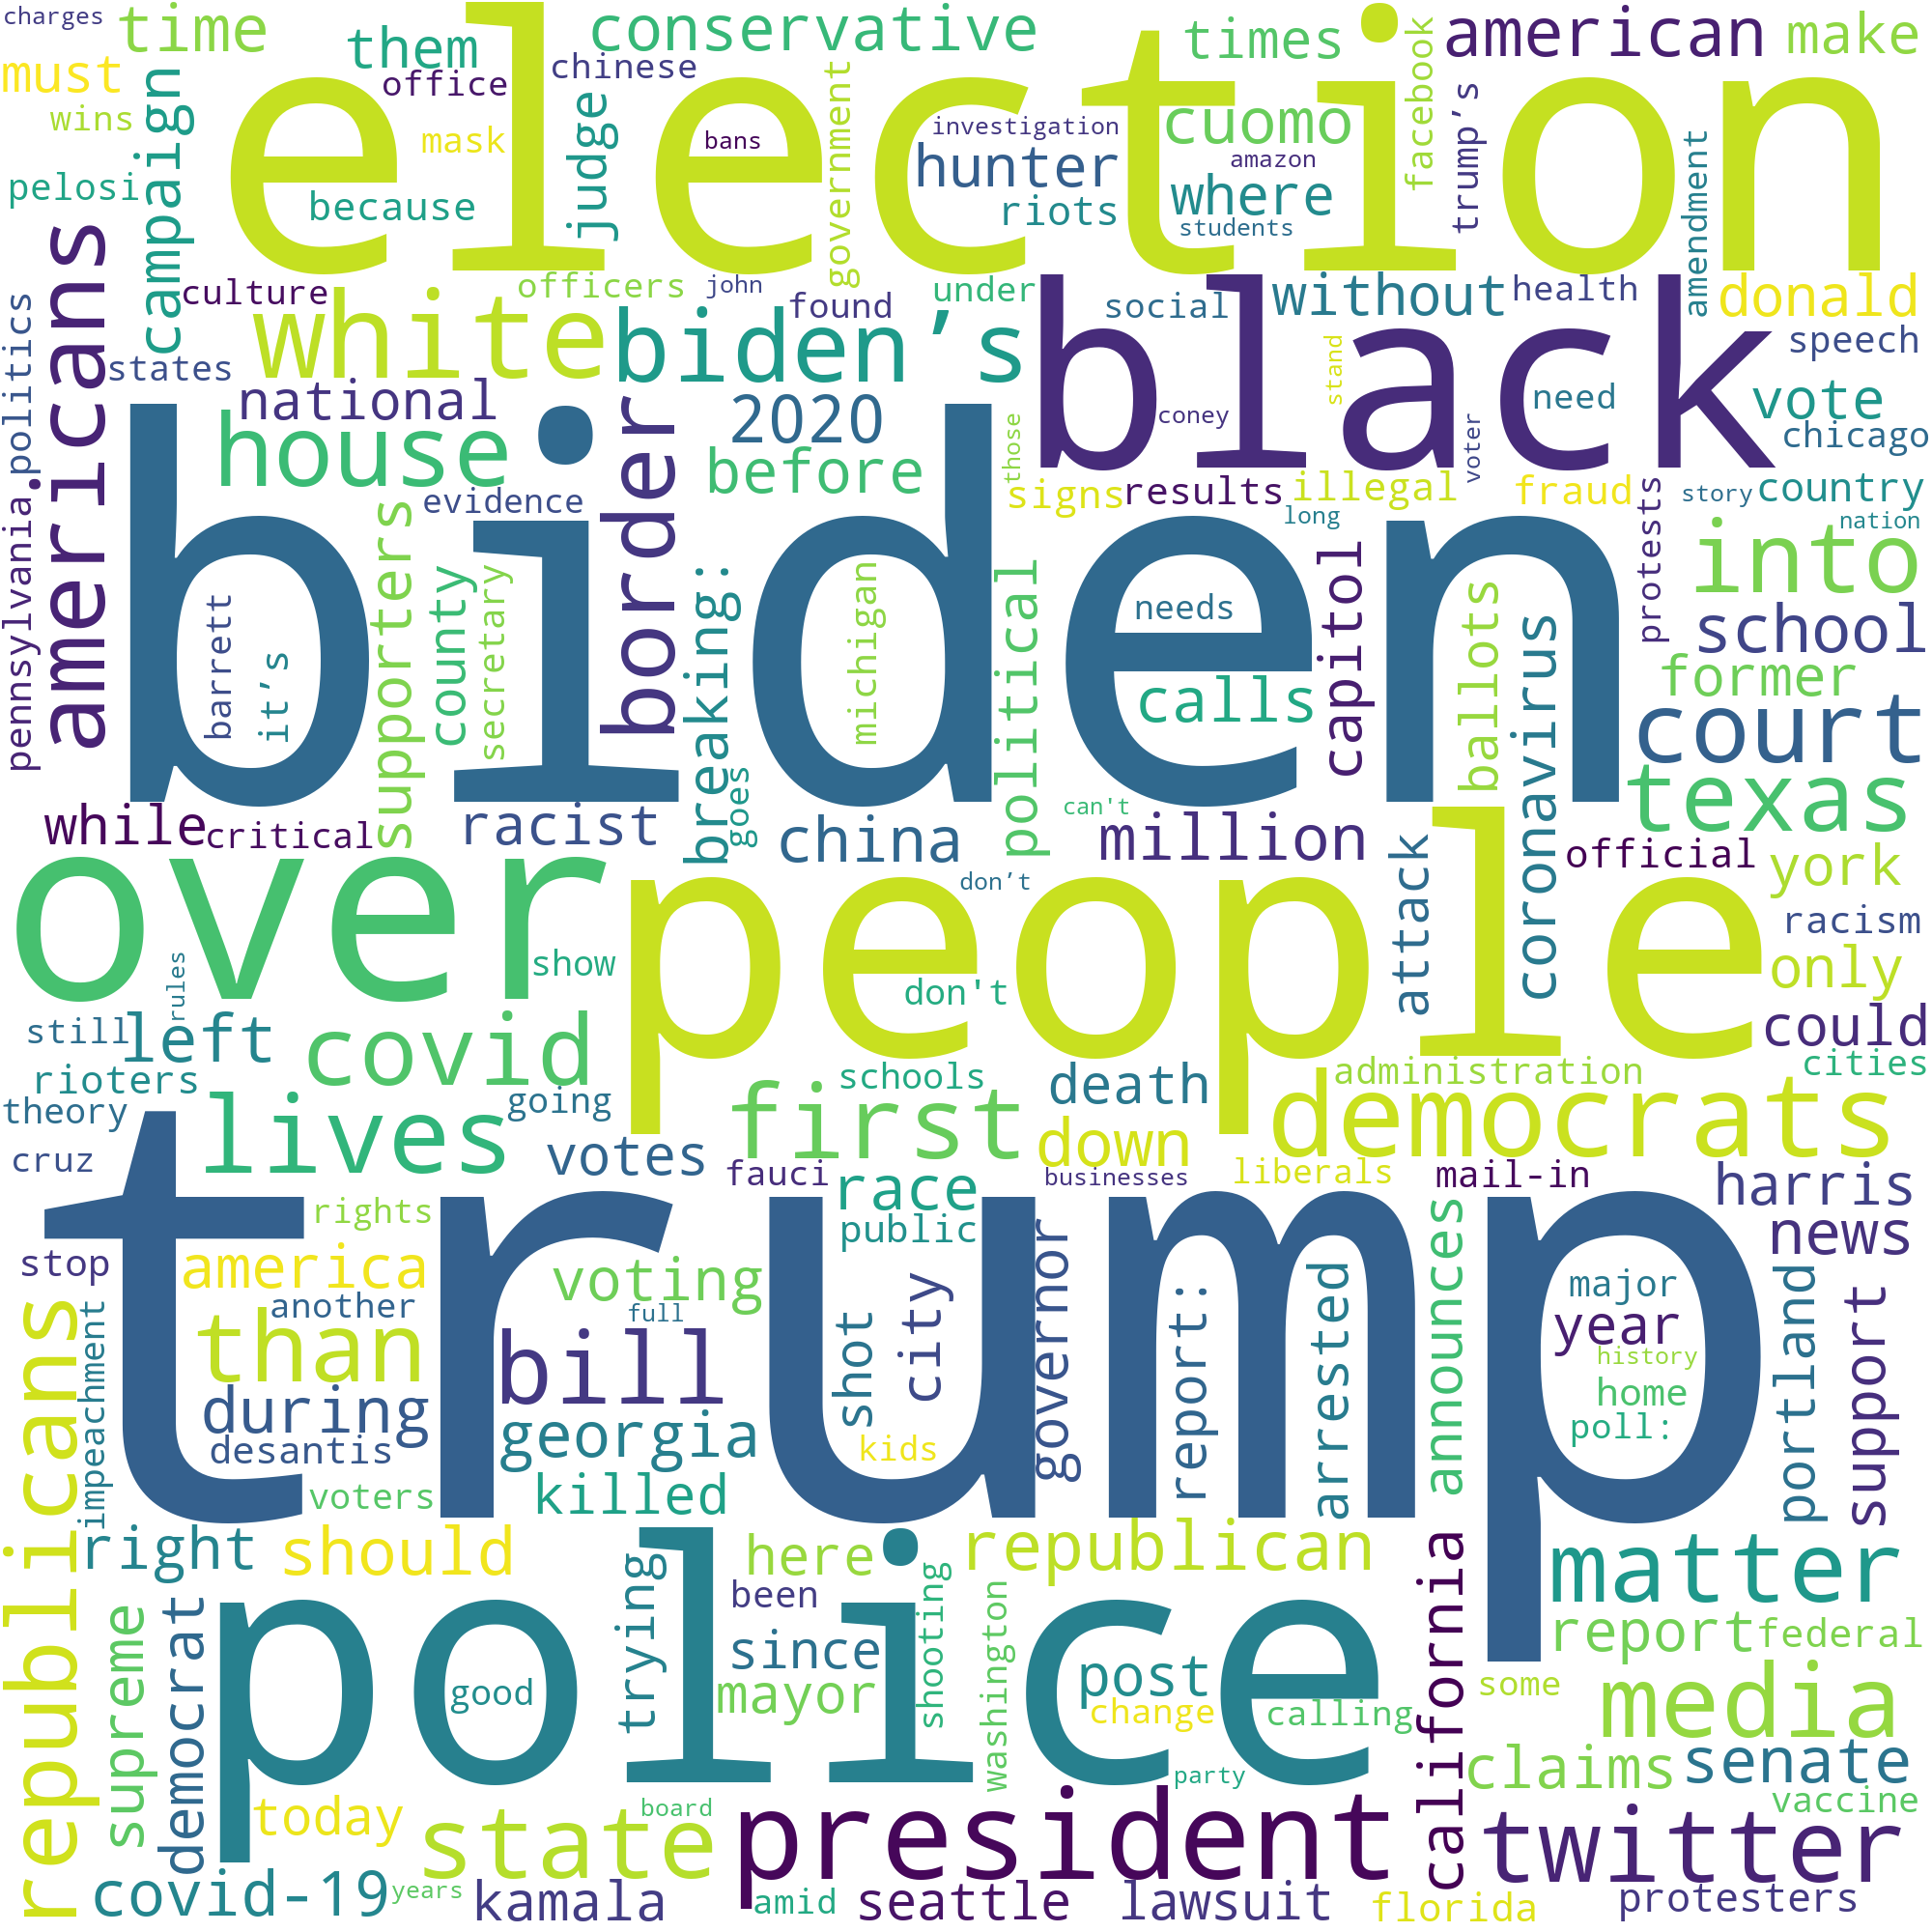 charges
time
them
conservative
times
american
make
must
office
chinese
election
wins
campaign
mask
judge
bans
government
investigation
cuomo
facebook
trump’s
amendment
pelosi
because
hunter
amazon
where
riots
students
americans
culture
officers
john
found
under
social
without
health
donald
politics
states
white
biden’s
black
stand
speech
national
2020
coney
need
vote
house
border
before
those
voter
chicago
supporters
evidence
signs
results
illegal
fraud
story
country
pennsylvania
biden
long
protests
nation
into
county
secretary
breaking:
michigan
political
needs
capitol
ballots
coronavirus
school
barrett
it’s
calls
former
court
texas
goes
can't
while
critical
racist
china
million
attack
official
york
over
people
don’t
racism
rules
show
don't
only
still
left
covid
could
rioters
schools
death
administration
cities
theory
going
first
democrats
lives
cruz
votes
fauci
down
businesses
liberals
mail-in
harris
race
rights
public
trump
news
stop
america
voting
governor
announces
another
full
city
report:
arrested
major
portland
support
republicans
impeachment
than
bill
shot
year
history
during
georgia
kids
home
desantis
poll:
voters
killed
right
should
trying
here
republican
california
matter
supreme
democrat
police
been
shooting
washington
since
post
report
federal
good
mayor
change
calling
some
media
claims
senate
today
state
board
party
president
twitter
vaccine
covid-19
years
kamala
amid
seattle
lawsuit
florida
protesters